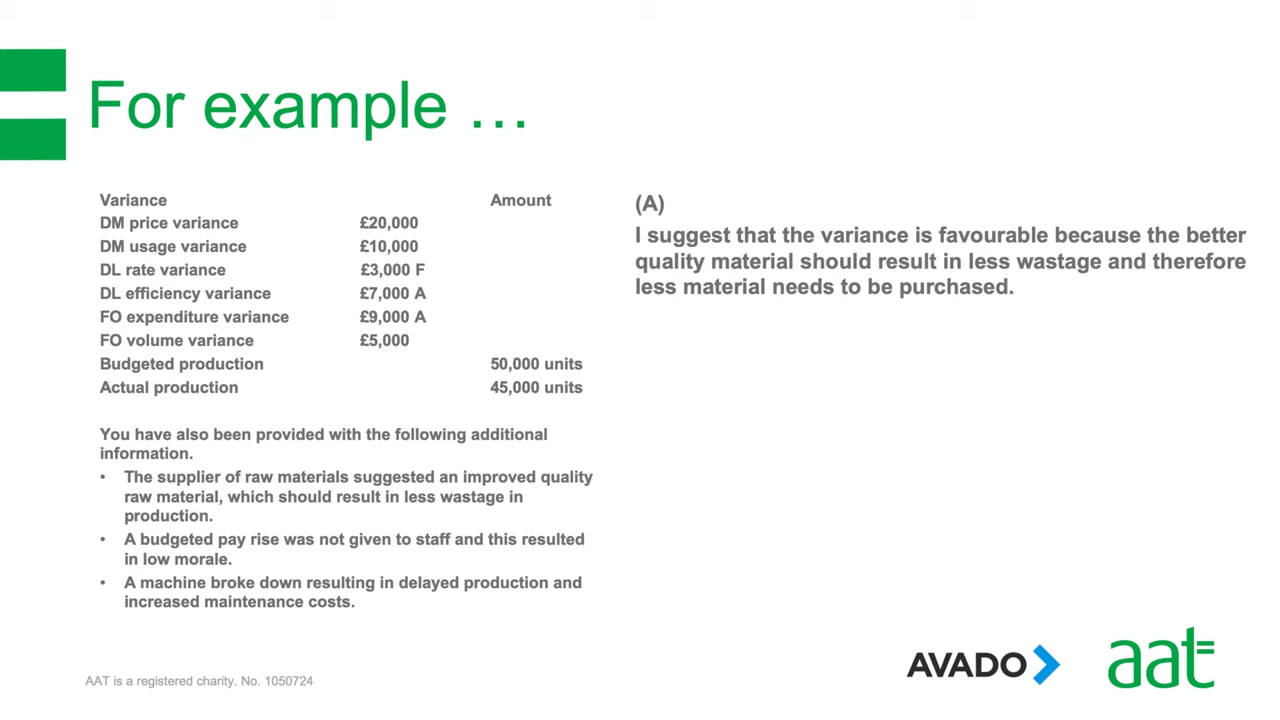 For example …
Variance Amount
DM price variance £20,000
DM usage variance £10,000
DL rate variance £3,000 F
DL efficiency variance £7,000 A
FO expenditure variance £9,000 A
FO volume variance £5,000
Budgeted production 50,000 units
Actual production 45,000 units
You have also been provided with the following additional
information.
• The supplier of raw materials suggested an improved quality
raw material, which should result in less wastage in
production.
• A budgeted pay rise was not given to staff and this resulted
in low morale.
• A machine broke down resulting in delayed production and
increased maintenance costs.
(A)
I suggest that the variance is favourable because the better
quality material should result in less wastage and therefore
less material needs to be purchased.
AAT is a registered charity. No. 1050724
AVADO
aat